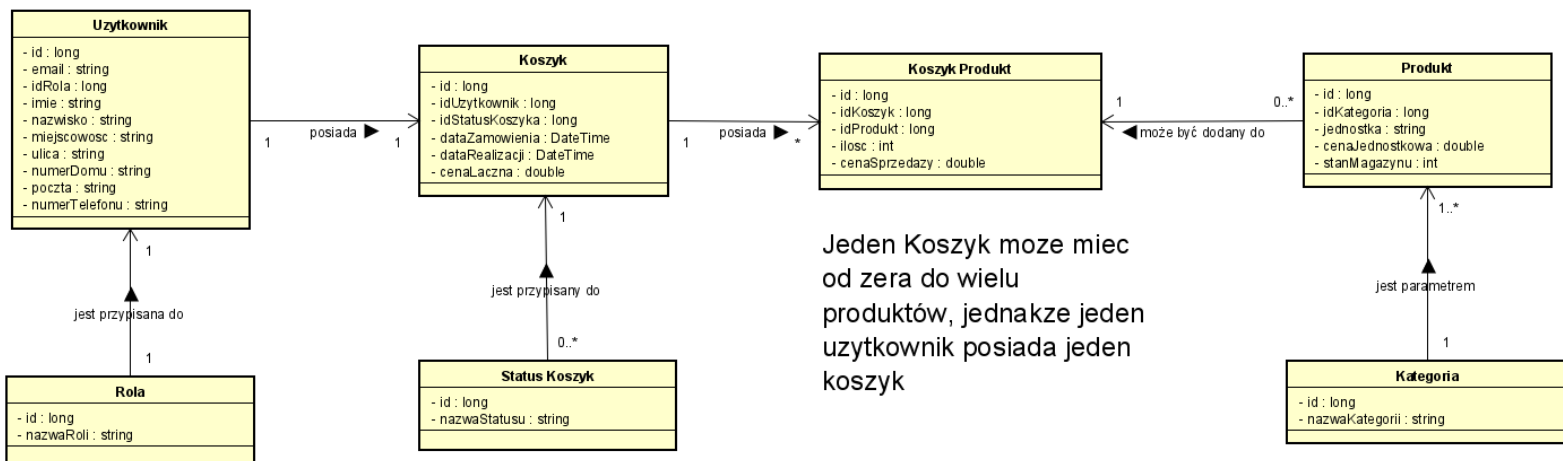 Uzytkownik
- id : long
- email : string
- idRola : long
- imie : string
- nazwisko : string
- miejscowosc : string
- ulica : string
- numerDomu : string
- poczta : string
- numerTelefonu : string
1
posiada ▶
1
Koszyk
- id : long
- idUzytkownik : long
- idStatusKoszyka : long
- dataZamowienia : DateTime
- dataRealizacji : DateTime
- cenaLaczna : double
1
posiada ▶
*
Koszyk Produkt
- id : long
- idKoszyk : long
- idProdukt : long
- ilosc : int
- cenaSprzedazy : double
1
0..*
◀ może być dodany do
Produkt
- id : long
- idKategoria : long
- jednostka : string
- cenaJednostkowa : double
- stanMagazynu : int
1
jest przypisana do
1
Rola
- id : long
- nazwaRoli : string
1
jest przypisany do
0..*
Status Koszyk
- id : long
- nazwaStatusu : string
Jeden Koszyk moze miec
od zera do wielu
produktów, jednakze jeden
uzytkownik posiada jeden
koszyk
1..*
jest parametrem
1
Kategoria
- id : long
- nazwaKategorii : string